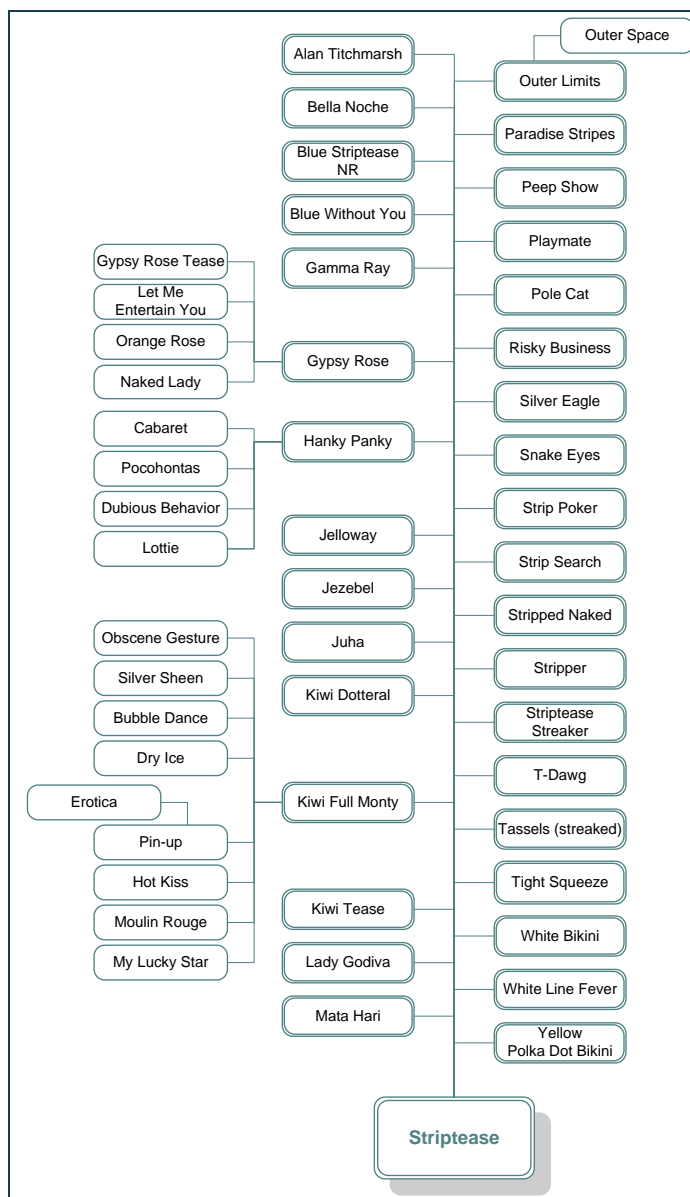 Outer Space
Alan Titchmarsh
Outer Limits
Bella Noche
Paradise Stripes
Blue Striptease
NR
Peep Show
Blue Without You
Playmate
Gypsy Rose Tease
Gamma Ray
Pole Cat
Let Me
Entertain You
Orange Rose
Gypsy Rose
Risky Business
Naked Lady
Silver Eagle
Cabaret
Hanky Panky
Snake Eyes
Pocohontas
Dubious Behavior
Strip Poker
Lottie
Jelloway
Strip Search
Jezebel
Stripped Naked
Obscene Gesture
Juha
Stripper
Silver Sheen
Kiwi Dotteral
Bubble Dance
Striptease
Streaker
Dry Ice
T-Dawg
Erotica
Kiwi Full Monty
Pin-up
Tassels (streaked)
Hot Kiss
Tight Squeeze
Moulin Rouge
Kiwi Tease
White Bikini
My Lucky Star
Lady Godiva
White Line Fever
Mata Hari
Yellow
Polka Dot Bikini
Striptease